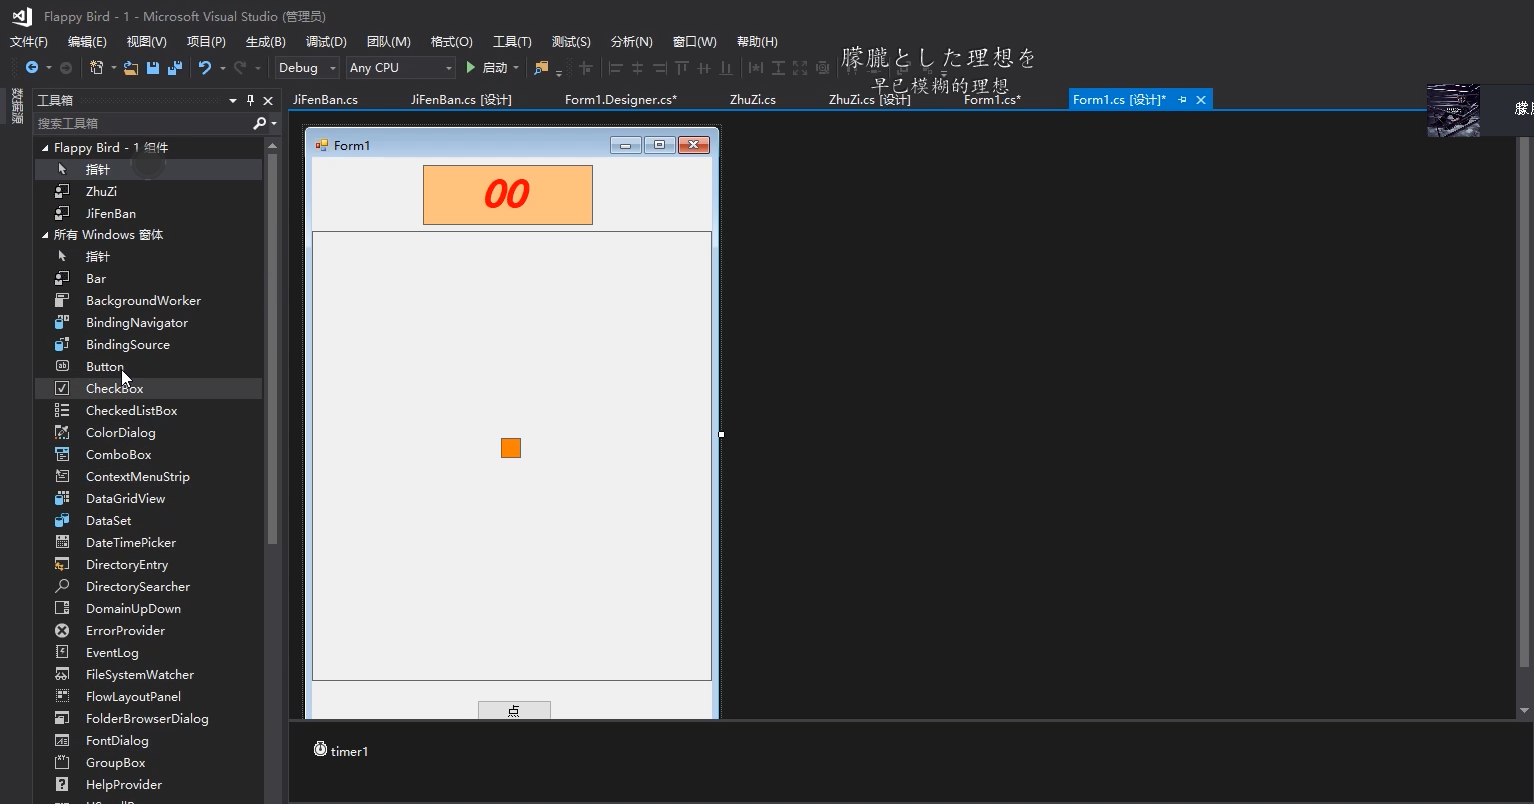 Flappy Bird - 1 - Microsoft Visual Studio (管理员)
文件(F) 编辑(E) 视图(V) 项目(P) 生成(B) 调试(D) 团队(M) 格式(O) 工具(T) 测试(S) 分析(N) 窗口(W) 帮助(H)
朦朧とした理想を
Debug Any CPU 启动
早已模糊的理想
数据源
工具箱
JiFenBan.cs JiFenBan.cs [设计] Form1.Designer.cs* ZhuZi.cs ZhuZi.cs [设计] Form1.cs* Form1.cs [设计]*
朦
搜索工具箱
Flappy Bird - 1 组件
指针
ZhuZi
JiFenBan
所有 Windows 窗体
指针
Bar
BackgroundWorker
BindingNavigator
BindingSource
Button
CheckBox
CheckedListBox
ColorDialog
ComboBox
ContextMenuStrip
DataGridView
DataSet
DateTimePicker
DirectoryEntry
DirectorySearcher
DomainUpDown
ErrorProvider
EventLog
FileSystemWatcher
FlowLayoutPanel
FolderBrowserDialog
FontDialog
GroupBox
HelpProvider
Form1
00
点
timer1